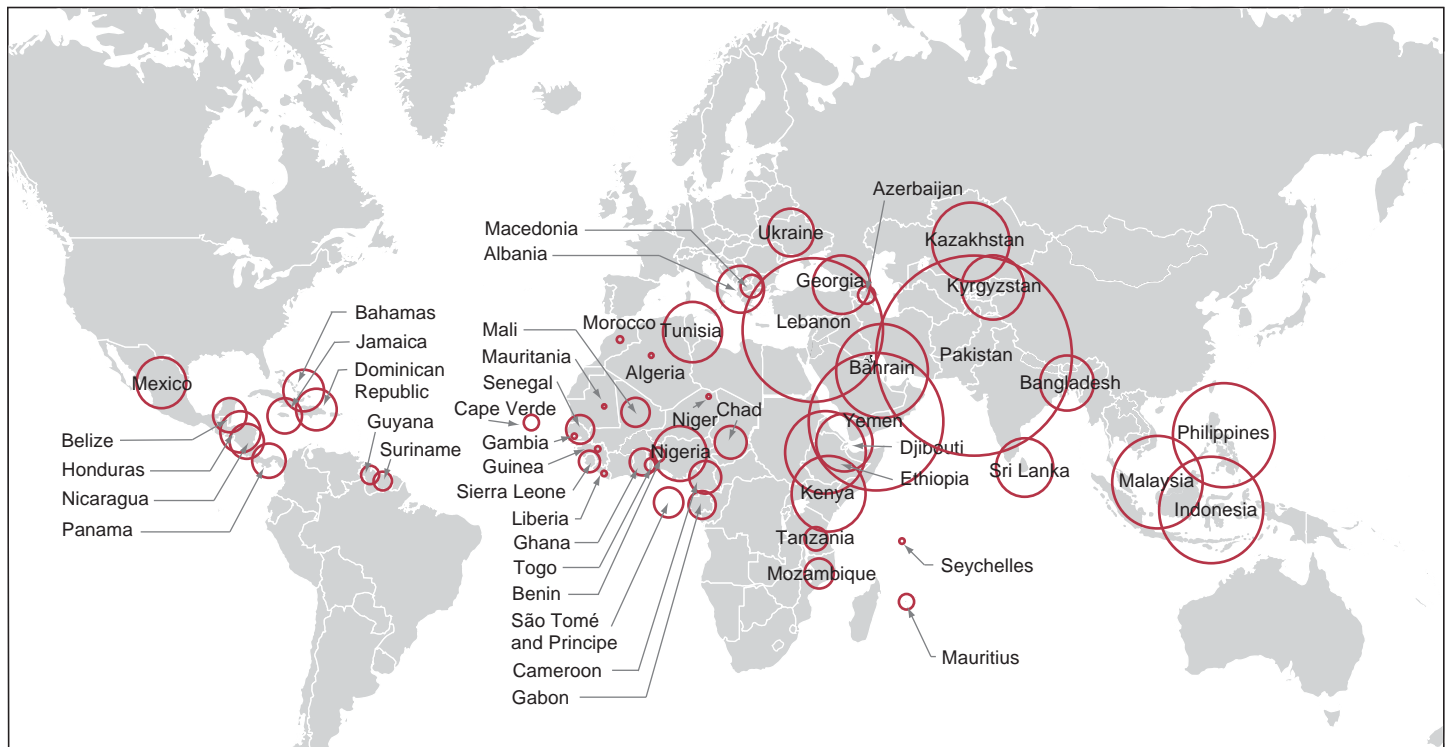 Azerbaijan
Macedonia
Ukraine
Kazakhstan
Albania
Georgia
Kyrgyzstan
Bahamas
Lebanon
Morocco
Tunisia
Mali
Jamaica
Mauritania
Pakistan
Dominican
Republic
Algeria
Bahrain
Mexico
Senegal
Bangladesh
Cape Verde
Niger
Chad
Guyana
Yemen
Philippines
Belize
Gambia
Suriname
Djibouti
Honduras
Guinea
Nigeria
Sri Lanka
Ethiopia
Malaysia
Nicaragua
Sierra Leone
Kenya
Indonesia
Panama
Liberia
Ghana
Tanzania
Togo
Seychelles
Mozambique
Benin
São Tomé
and Principe
Mauritius
Cameroon
Gabon